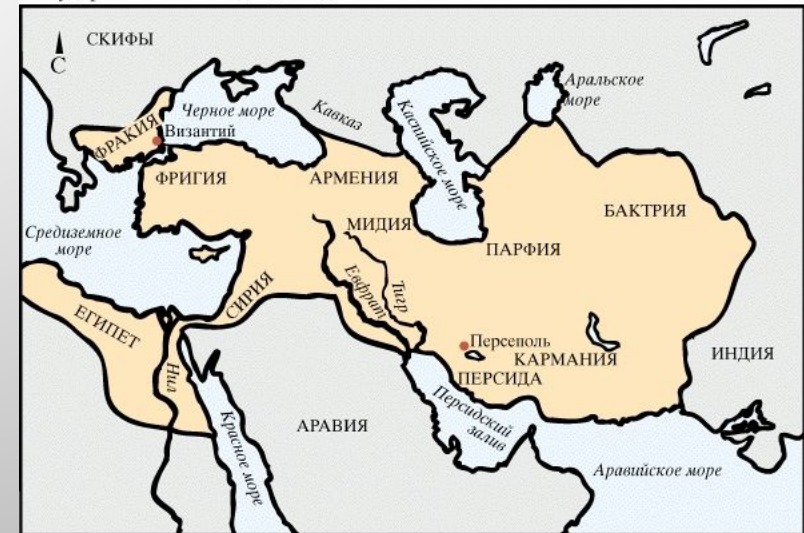 СКИФЫ
С
Аральское
море
Черное море
Кавказ
Каспийское море
ФРАКИЯ
Византий
ФРИГИЯ
АРМЕНИЯ
БАКТРИЯ
Средиземное
море
МИДИЯ
ПАРФИЯ
СИРИЯ
Евфрат
Тигр
ЕГИПЕТ
Персеполь
КАРМАНИЯ
ИНДИЯ
Нил
ПЕРСИДА
АРАВИЯ
Персидский
залив
Красное море
Аравийское море